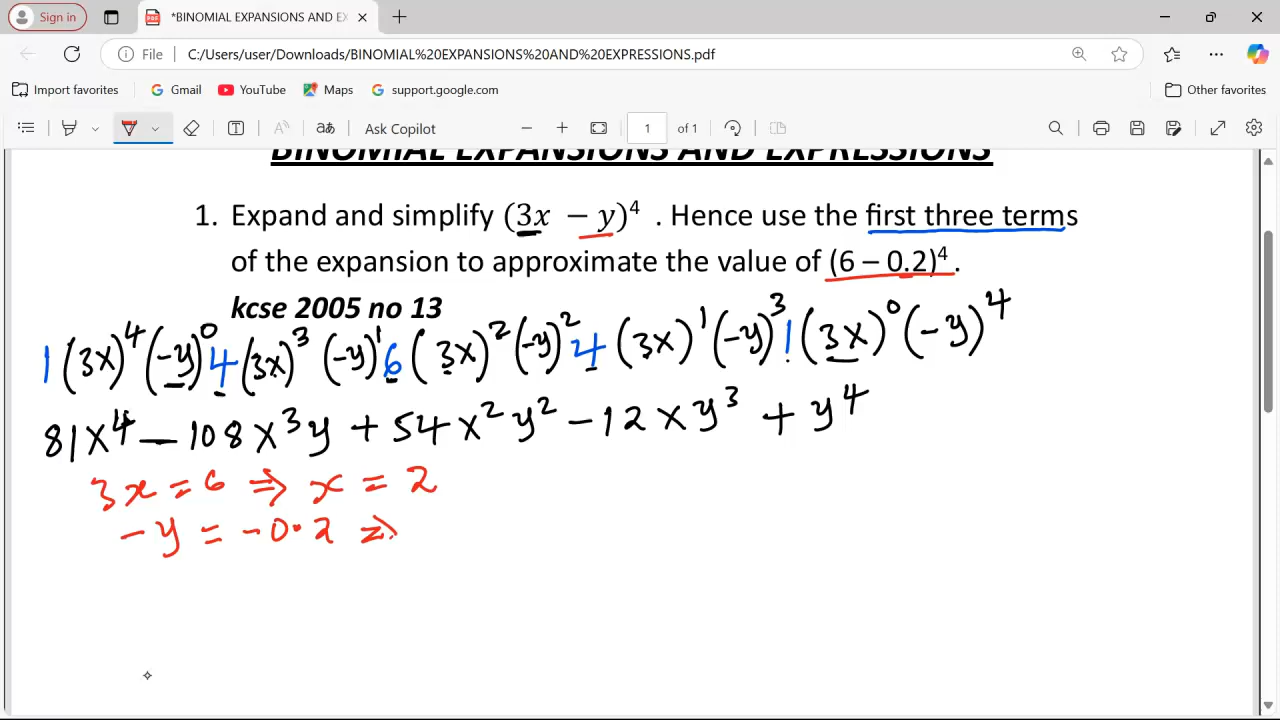 Sign in
*BINOMIAL EXPANSIONS AND EX
File C:/Users/user/Downloads/BINOMIAL%20EXPANSIONS%20AND%20EXPRESSIONS.pdf
Import favorites Gmail YouTube Maps support.google.com Other favorites
Ask Copilot 1 of 1
BINOMIAL EXPANSIONS AND EXPRESSIONS
1. Expand and simplify (3x − y)⁴ . Hence use the first three terms
of the expansion to approximate the value of (6 – 0.2)⁴ .
kcse 2005 no 13
1(3x)⁴(-y)⁰ 4(3x)³(-y)¹ 6(3x)²(-y)² 4(3x)¹(-y)³ 1(3x)⁰(-y)⁴
81x⁴ - 108x³y + 54x²y² - 12xy³ + y⁴
3x = 6 ⇒ x = 2
-y = -0.2 ⇒